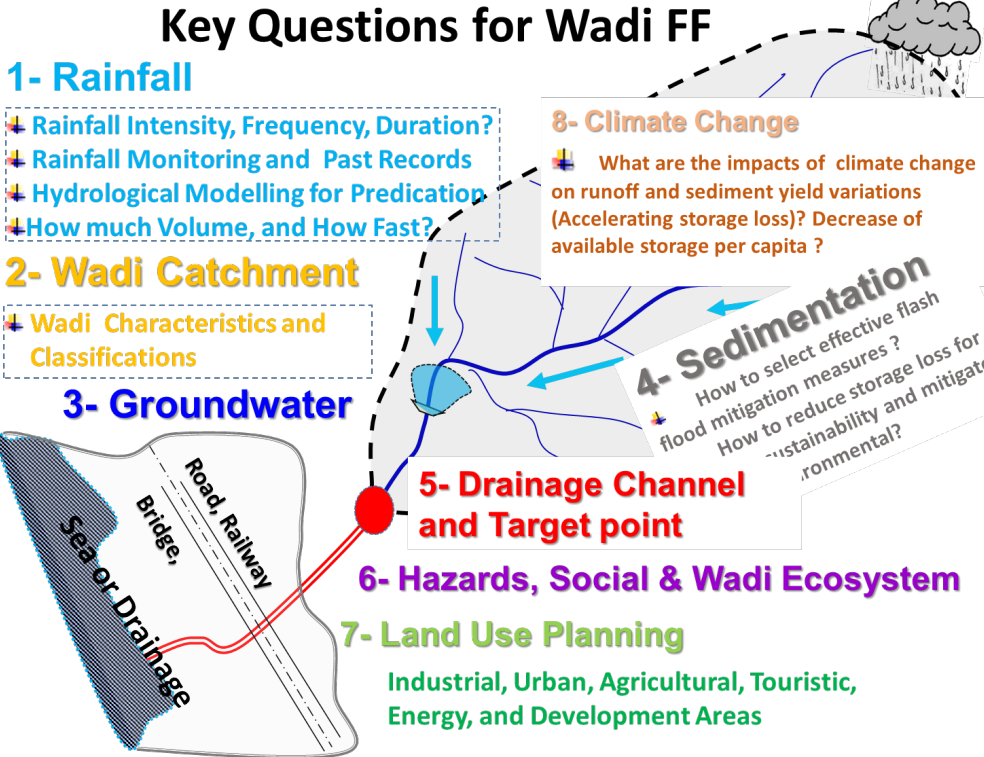 Key Questions for Wadi FF
1- Rainfall
Rainfall Intensity, Frequency, Duration?
Rainfall Monitoring and Past Records
Hydrological Modelling for Predication
How much Volume, and How Fast?
2- Wadi Catchment
Wadi Characteristics and
Classifications
3- Groundwater
8- Climate Change
What are the impacts of climate change
on runoff and sediment yield variations
(Accelerating storage loss)? Decrease of
available storage per capita ?
4- Sedimentation
How to select effective flash
flood mitigation measures ?
How to reduce storage loss for
and mitigate
5- Drainage Channel
and Target point
6- Hazards, Social & Wadi Ecosystem
7- Land Use Planning
Industrial, Urban, Agricultural, Touristic,
Energy, and Development Areas
Road, Railway
Bridge,
Sea or Drainage